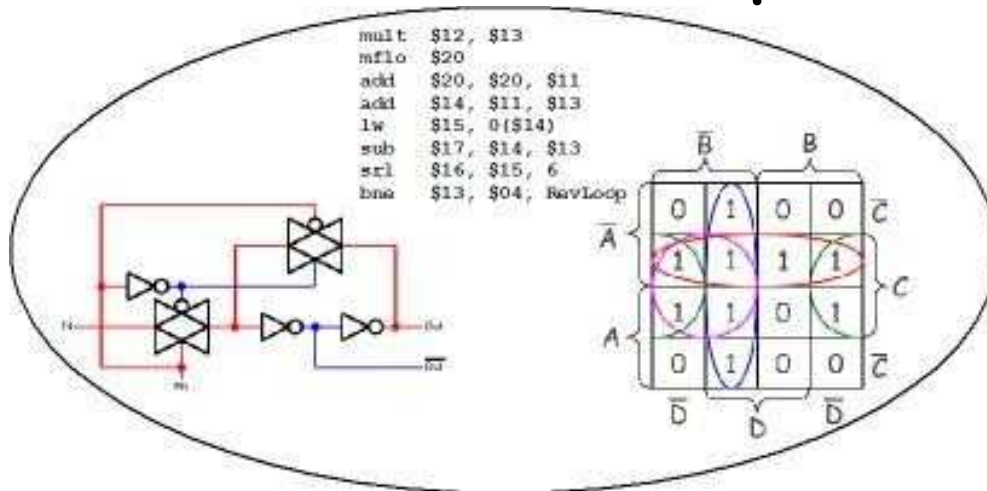 mult $12, $13
mflo $20
add $20, $20, $11
add $14, $11, $13
lw $15, 0($14)
sub $17, $14, $13
srl $16, $15, 6
bne $13, $04, RevLoop
B̅ B
0 1 0 0 C̅
A̅
1 1 1 1
C
1 1 0 1
A
0 1 0 0 C̅
D̅ D D̅